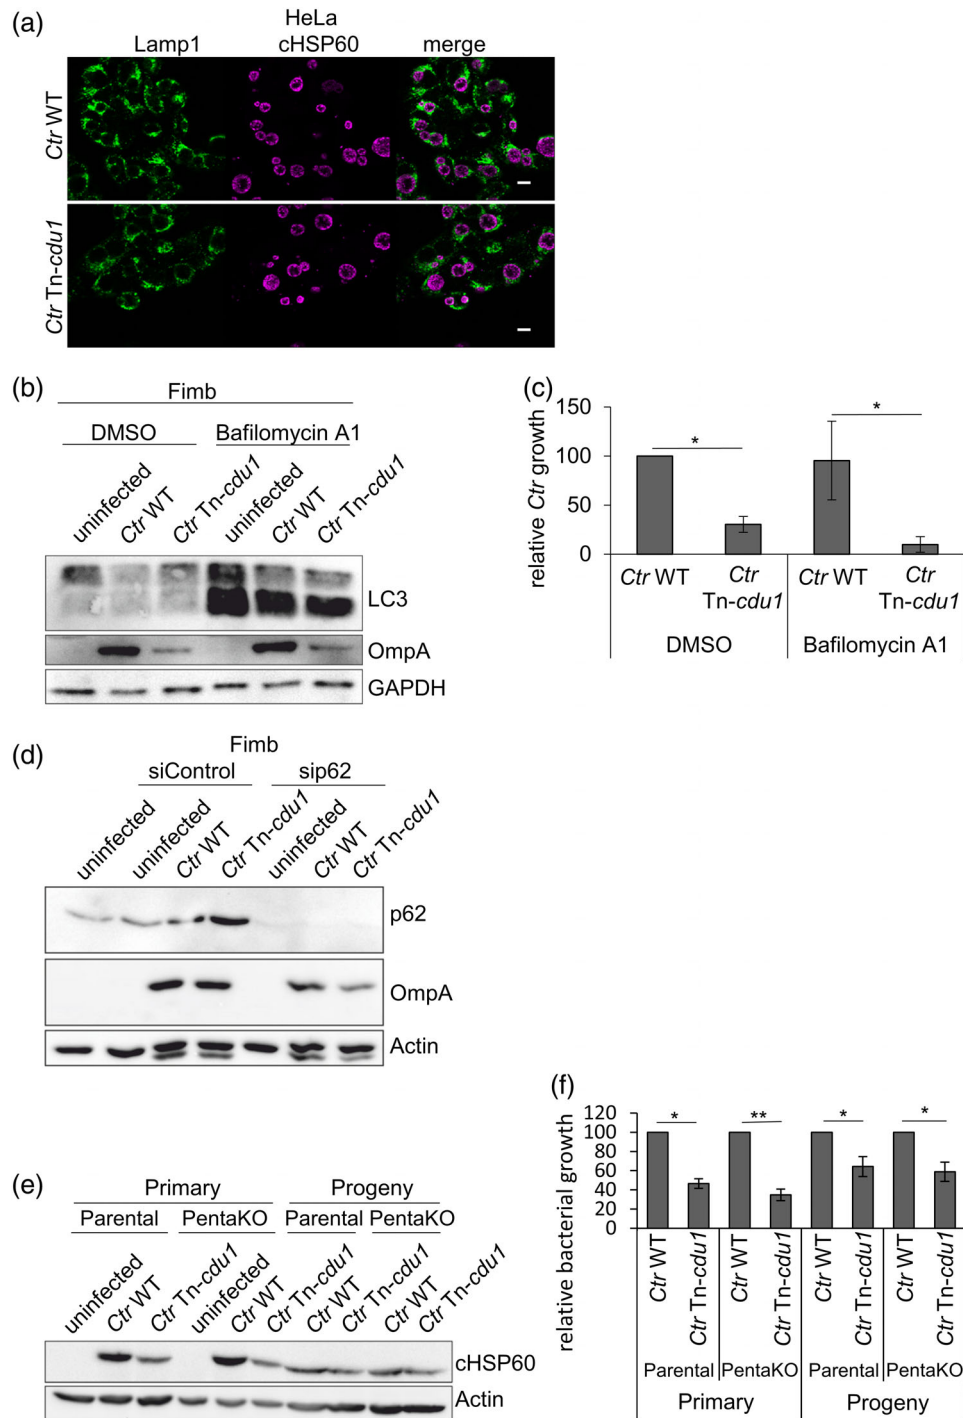 (a)
HeLa
Lamp1 cHSP60 merge
Ctr WT
Ctr Tn-cdu1
(b)
Fimb
DMSO Bafilomycin A1
uninfected Ctr WT Ctr Tn-cdu1 uninfected Ctr WT Ctr Tn-cdu1
LC3
OmpA
GAPDH
(c)
relative Ctr growth
150
100
50
0
Ctr WT Ctr Tn-cdu1 Ctr WT Ctr Tn-cdu1
DMSO Bafilomycin A1
* *
(d)
Fimb
siControl sip62
uninfected uninfected Ctr WT Ctr Tn-cdu1 uninfected Ctr WT Ctr Tn-cdu1
p62
OmpA
Actin
(e)
Primary Progeny
Parental PentaKO Parental PentaKO
uninfected Ctr WT Ctr Tn-cdu1 uninfected Ctr WT Ctr Tn-cdu1 Ctr WT Ctr Tn-cdu1 Ctr WT Ctr Tn-cdu1
cHSP60
Actin
(f)
relative bacterial growth
120
100
80
60
40
20
0
* ** * *
Ctr WT Ctr Tn-cdu1 Ctr WT Ctr Tn-cdu1 Ctr WT Ctr Tn-cdu1 Ctr WT Ctr Tn-cdu1
Parental PentaKO Parental PentaKO
Primary Progeny